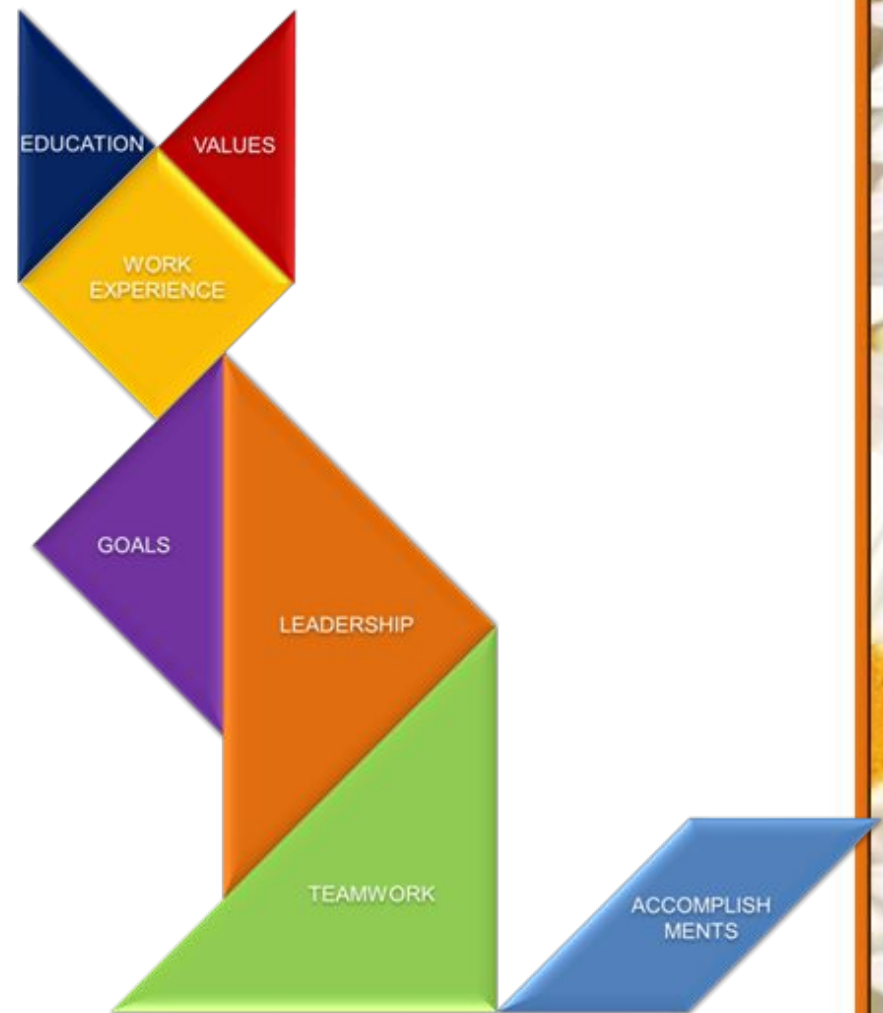 EDUCATION
VALUES
WORK
EXPERIENCE
GOALS
LEADERSHIP
TEAMWORK
ACCOMPLISH
MENTS